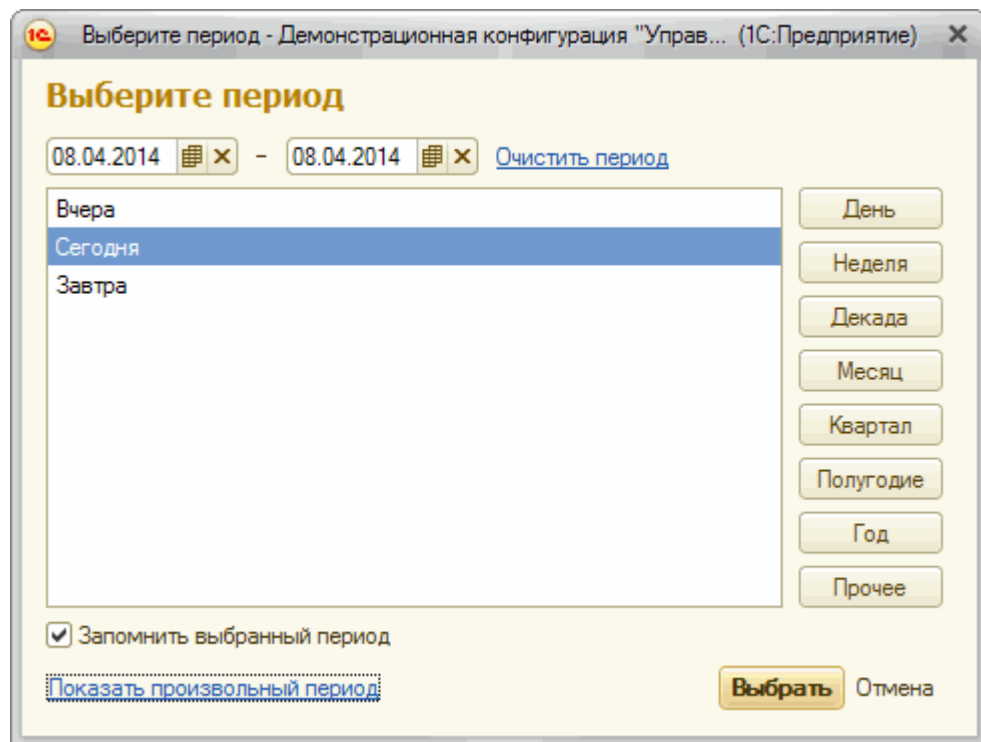 1С Выберите период - Демонстрационная конфигурация "Управ... (1С:Предприятие)
Выберите период
08.04.2014 - 08.04.2014 Очистить период
Вчера
Сегодня
Завтра
День
Неделя
Декада
Месяц
Квартал
Полугодие
Год
Прочее
Запомнить выбранный период
Показать произвольный период
Выбрать Отмена